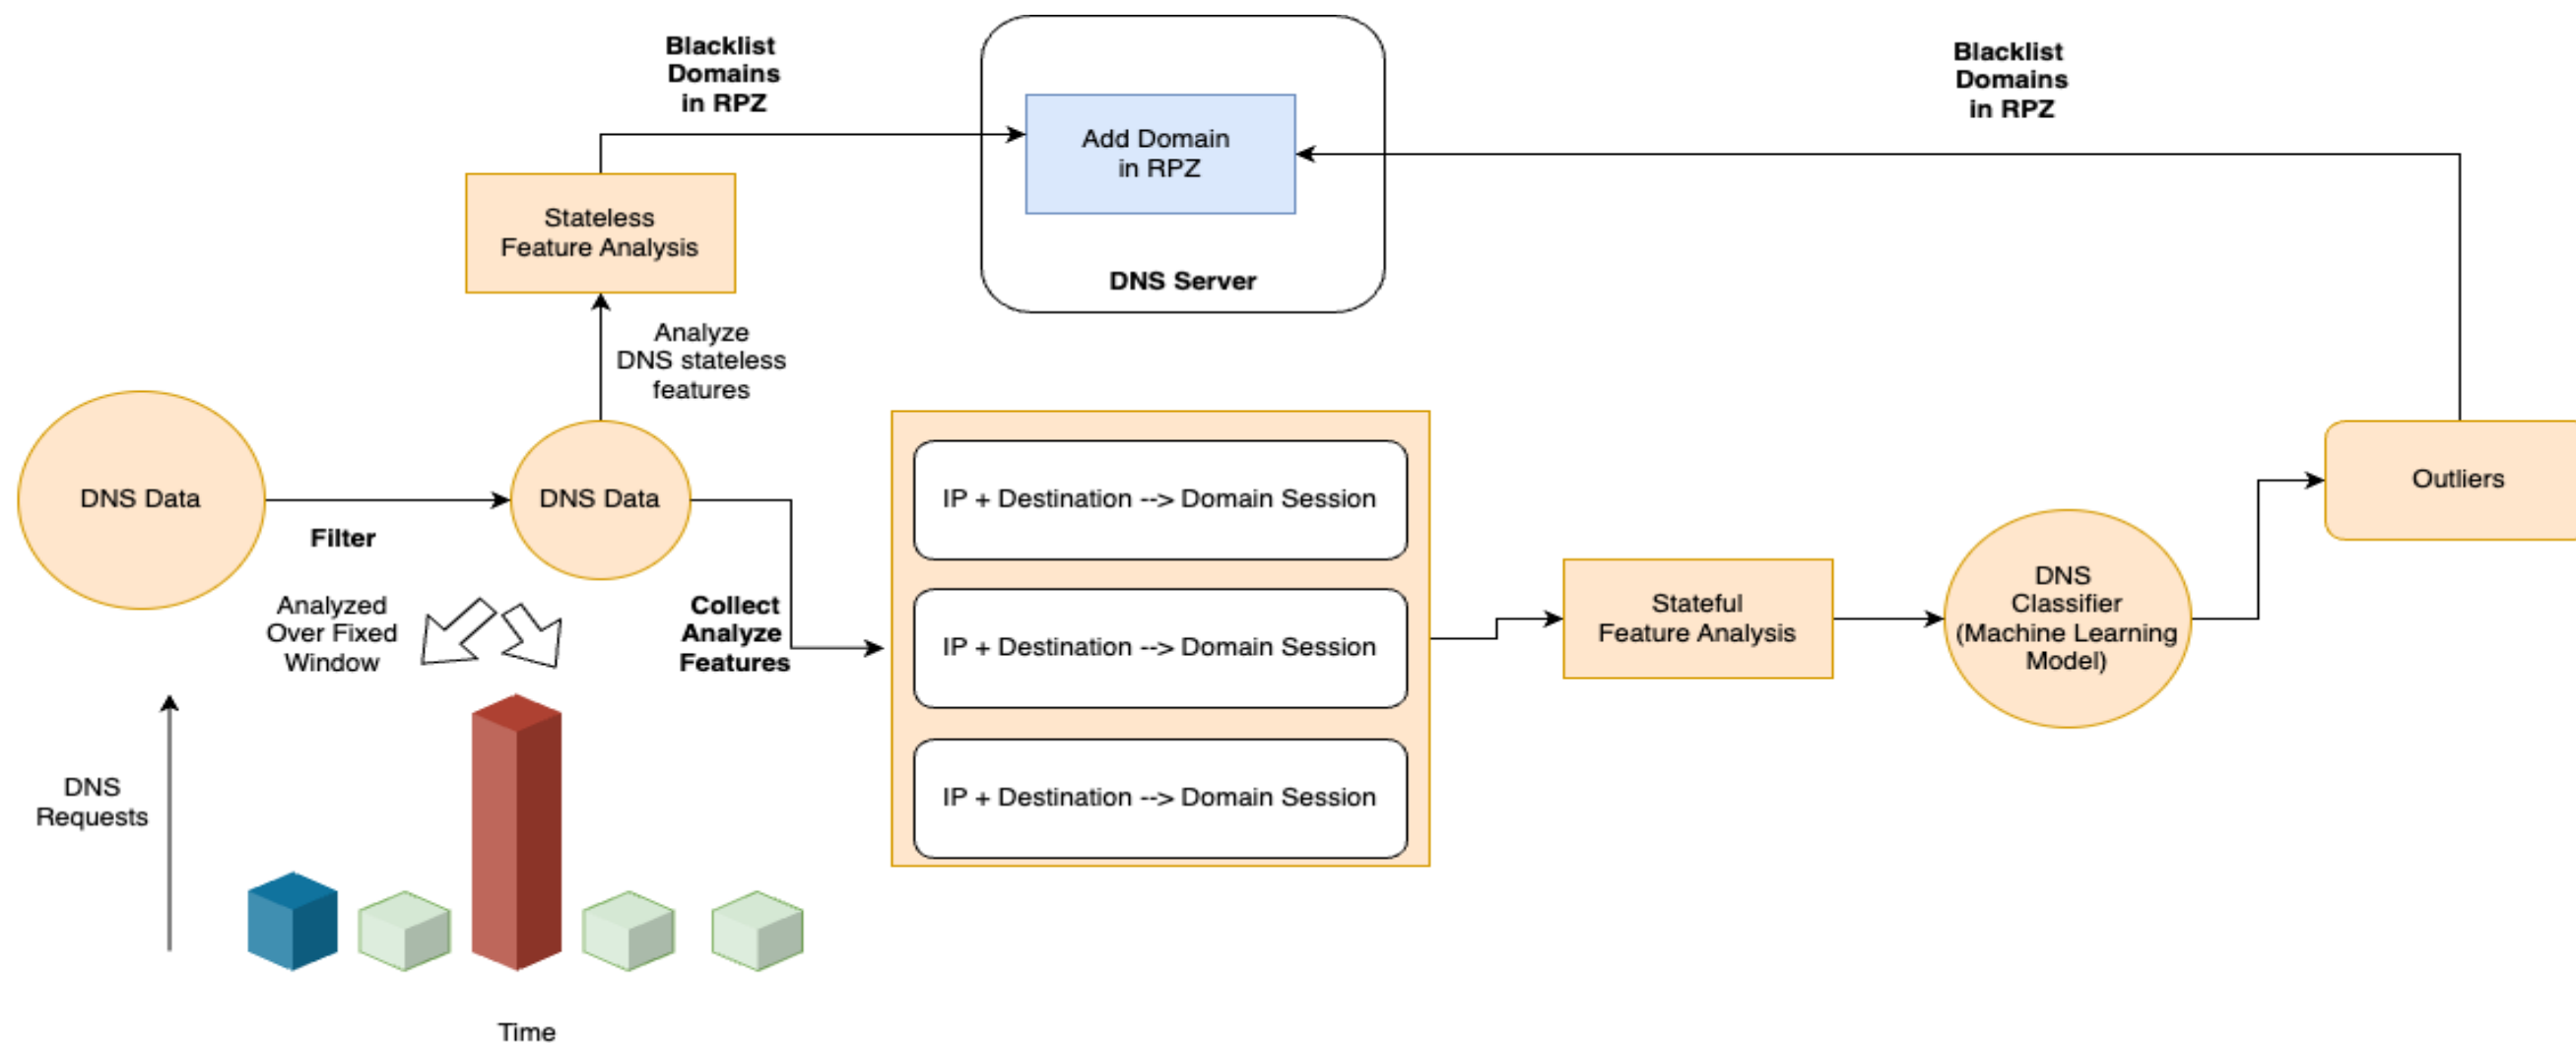 Blacklist
Domains
in RPZ
Blacklist
Domains
in RPZ
Add Domain
in RPZ
DNS Server
Stateless
Feature Analysis
Analyze
DNS stateless
features
DNS Data
Filter
DNS Data
Analyzed
Over Fixed
Window
Collect
Analyze
Features
IP + Destination --> Domain Session
IP + Destination --> Domain Session
IP + Destination --> Domain Session
Stateful
Feature Analysis
DNS
Classifier
(Machine Learning
Model)
Outliers
DNS
Requests
Time